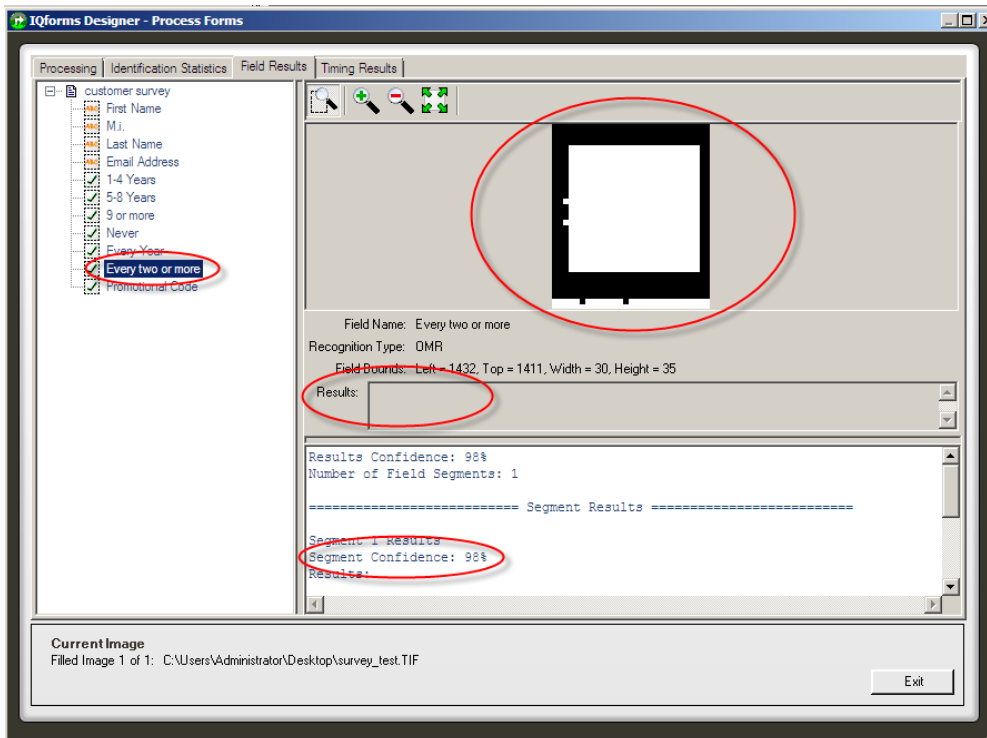 IQforms Designer - Process Forms
Processing Identification Statistics Field Results Timing Results
customer survey
First Name
M.i.
Last Name
Email Address
1-4 Years
5-8 Years
9 or more
Never
Every Year
Every two or more
Promotional Code
Field Name: Every two or more
Recognition Type: OMR
Field Bounds: Left = 1432, Top = 1411, Width = 30, Height = 35
Results:
Results Confidence: 98%
Number of Field Segments: 1
========================== Segment Results ==========================
Segment 1 Results
Segment Confidence: 98%
Results:
Current Image
Filled Image 1 of 1: C:\Users\Administrator\Desktop\survey_test.TIF
Exit